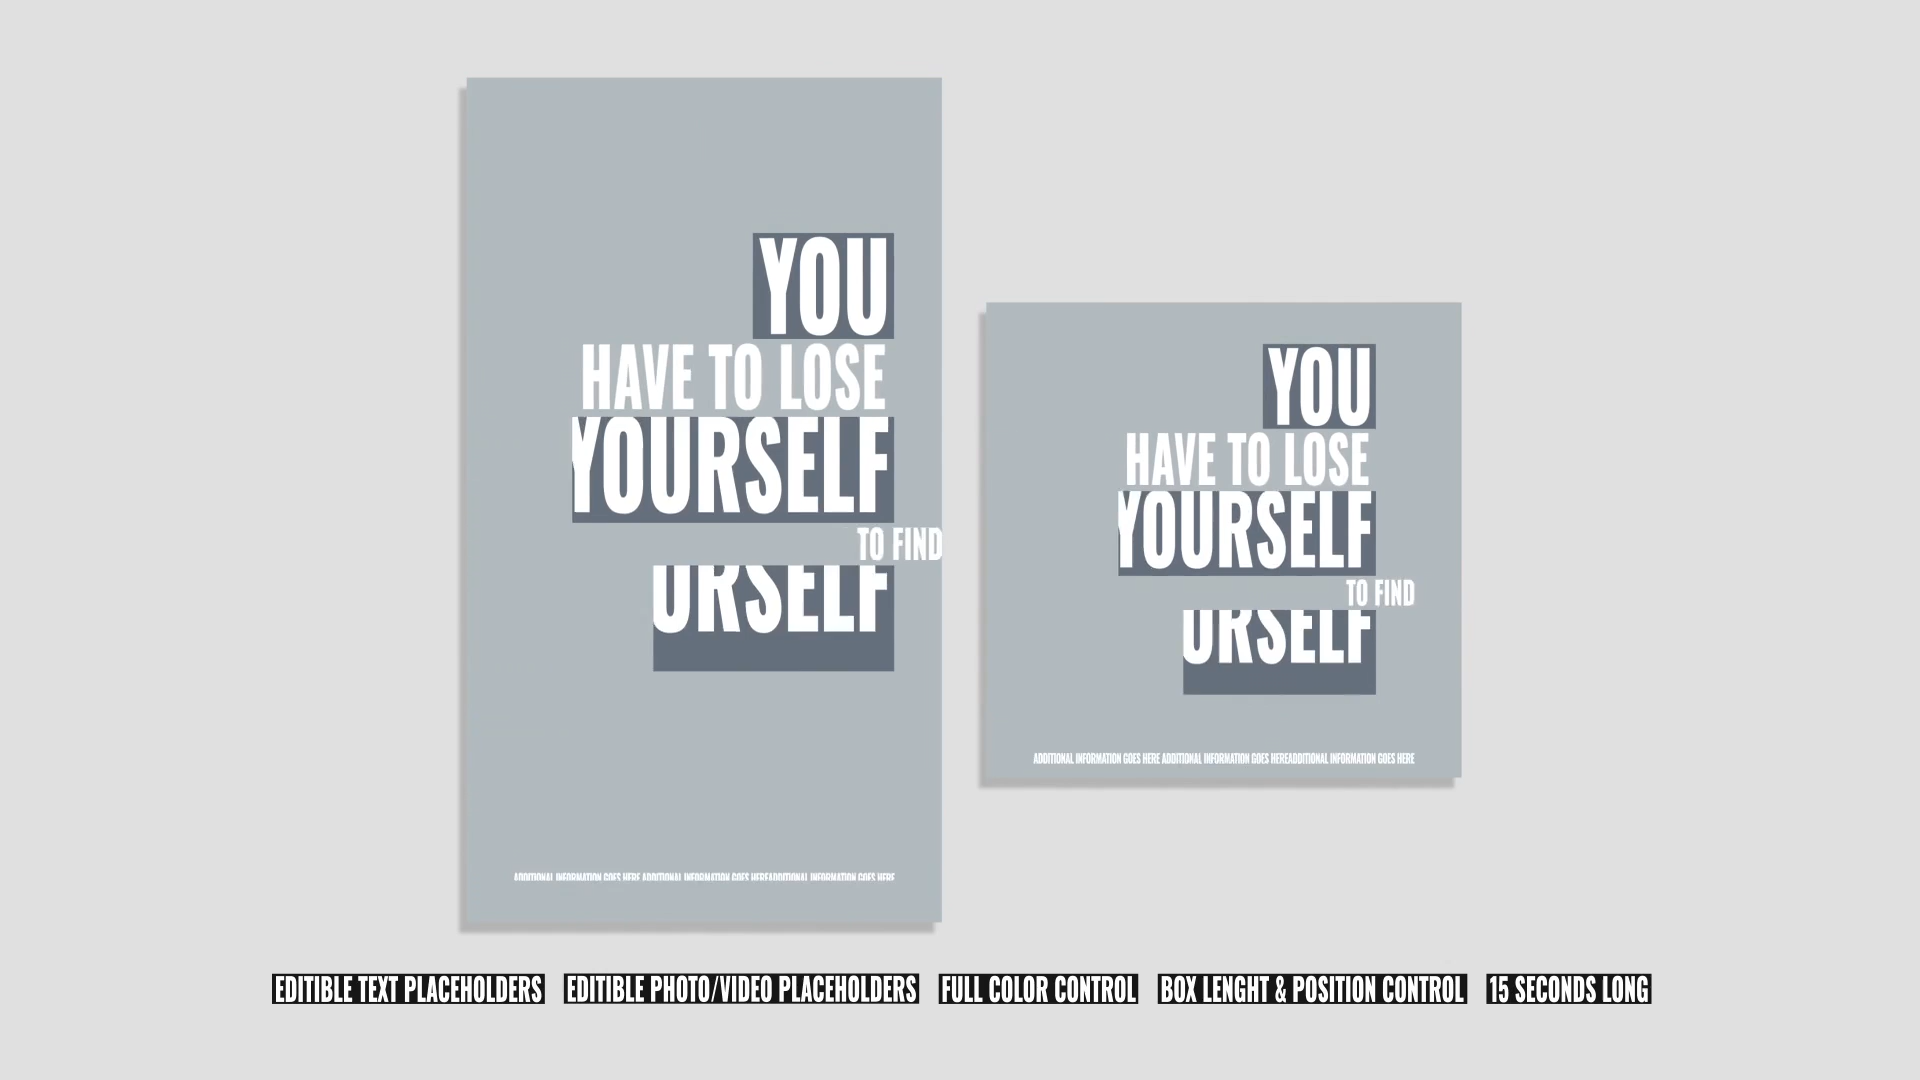 YOU
HAVE TO LOSE
YOURSELF
TO FIND
URSELF
ADDITIONAL INFORMATION GOES HERE ADDITIONAL INFORMATION GOES HEREADDITIONAL INFORMATION GOES HERE
YOU
HAVE TO LOSE
YOURSELF
TO FIND
URSELF
ADDITIONAL INFORMATION GOES HERE ADDITIONAL INFORMATION GOES HEREADDITIONAL INFORMATION GOES HERE
EDITIBLE TEXT PLACEHOLDERS EDITIBLE PHOTO/VIDEO PLACEHOLDERS FULL COLOR CONTROL BOX LENGHT & POSITION CONTROL 15 SECONDS LONG